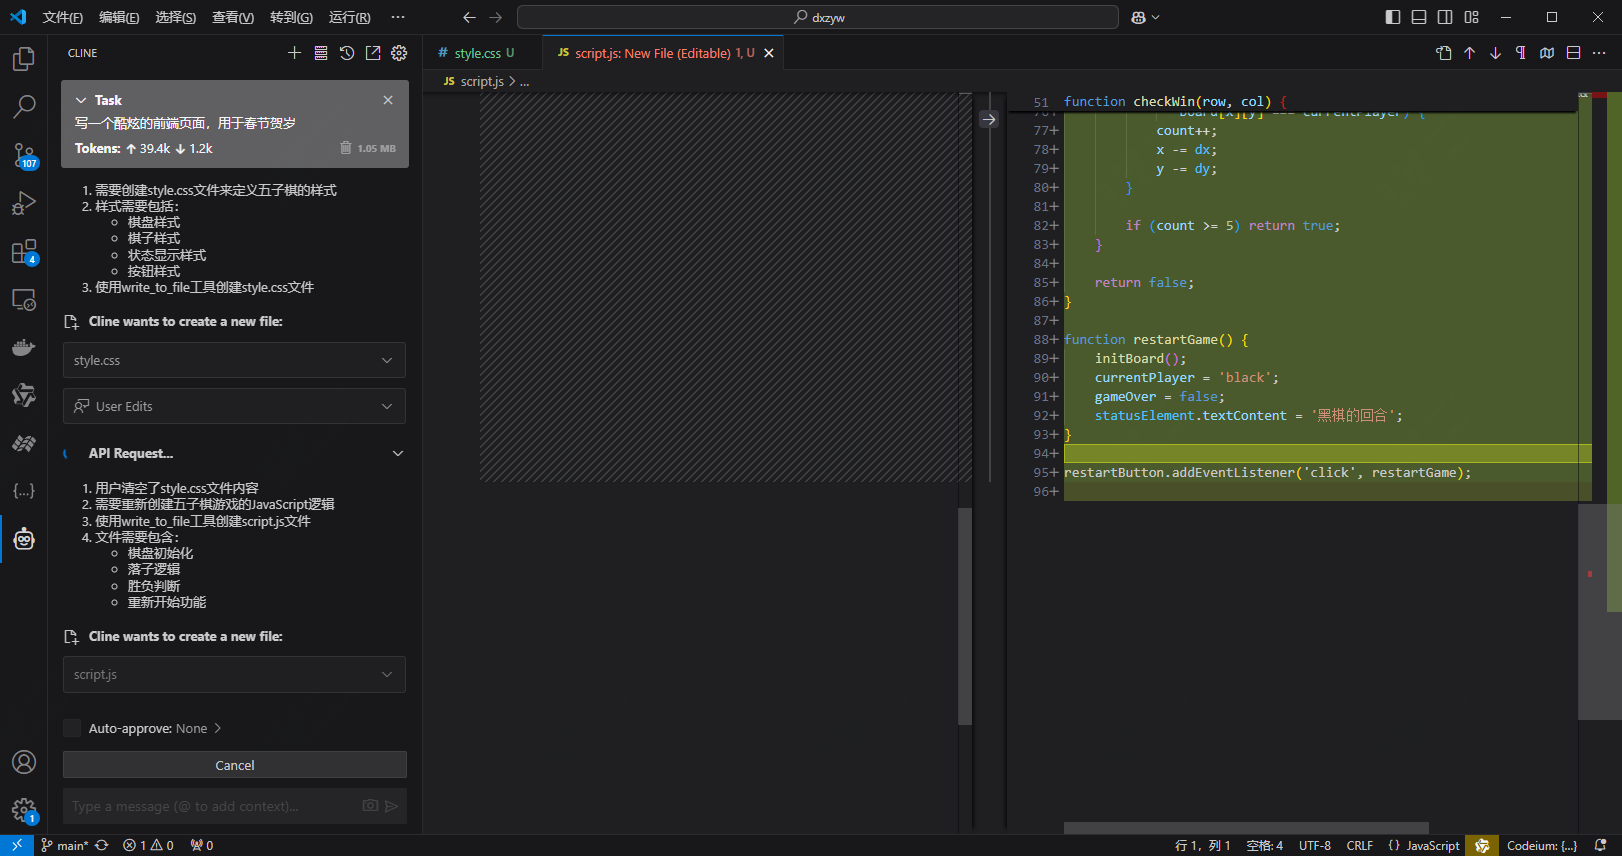 文件(F) 编辑(E) 选择(S) 查看(V) 转到(G) 运行(R) ··· dxzyw
CLINE
# style.css U
JS script.js: New File (Editable) 1, U
JS script.js > ...
Task
写一个酷炫的前端页面，用于春节贺岁
Tokens: ↑ 39.4k ↓ 1.2k 1.05 MB
1. 需要创建style.css文件来定义五子棋的样式
2. 样式需要包括：
棋盘样式
棋子样式
状态显示样式
按钮样式
3. 使用write_to_file工具创建style.css文件
Cline wants to create a new file:
style.css
User Edits
API Request...
1. 用户清空了style.css文件内容
2. 需要重新创建五子棋游戏的JavaScript逻辑
3. 使用write_to_file工具创建script.js文件
4. 文件需要包含：
棋盘初始化
落子逻辑
胜负判断
重新开始功能
Cline wants to create a new file:
script.js
Auto-approve: None >
Cancel
Type a message (@ to add context)...
107
4
{...}
1
51 function checkWin(row, col) {
board[x][y] === currentPlayer) {
77+ count++;
78+ x -= dx;
79+ y -= dy;
80+ }
81+
82+ if (count >= 5) return true;
83+ }
84+
85+ return false;
86+ }
87+
88+ function restartGame() {
89+ initBoard();
90+ currentPlayer = 'black';
91+ gameOver = false;
92+ statusElement.textContent = '黑棋的回合';
93+ }
94+
95+ restartButton.addEventListener('click', restartGame);
96+
main* 1 0 0 行 1，列 1 空格: 4 UTF-8 CRLF {} JavaScript Codeium: {...}